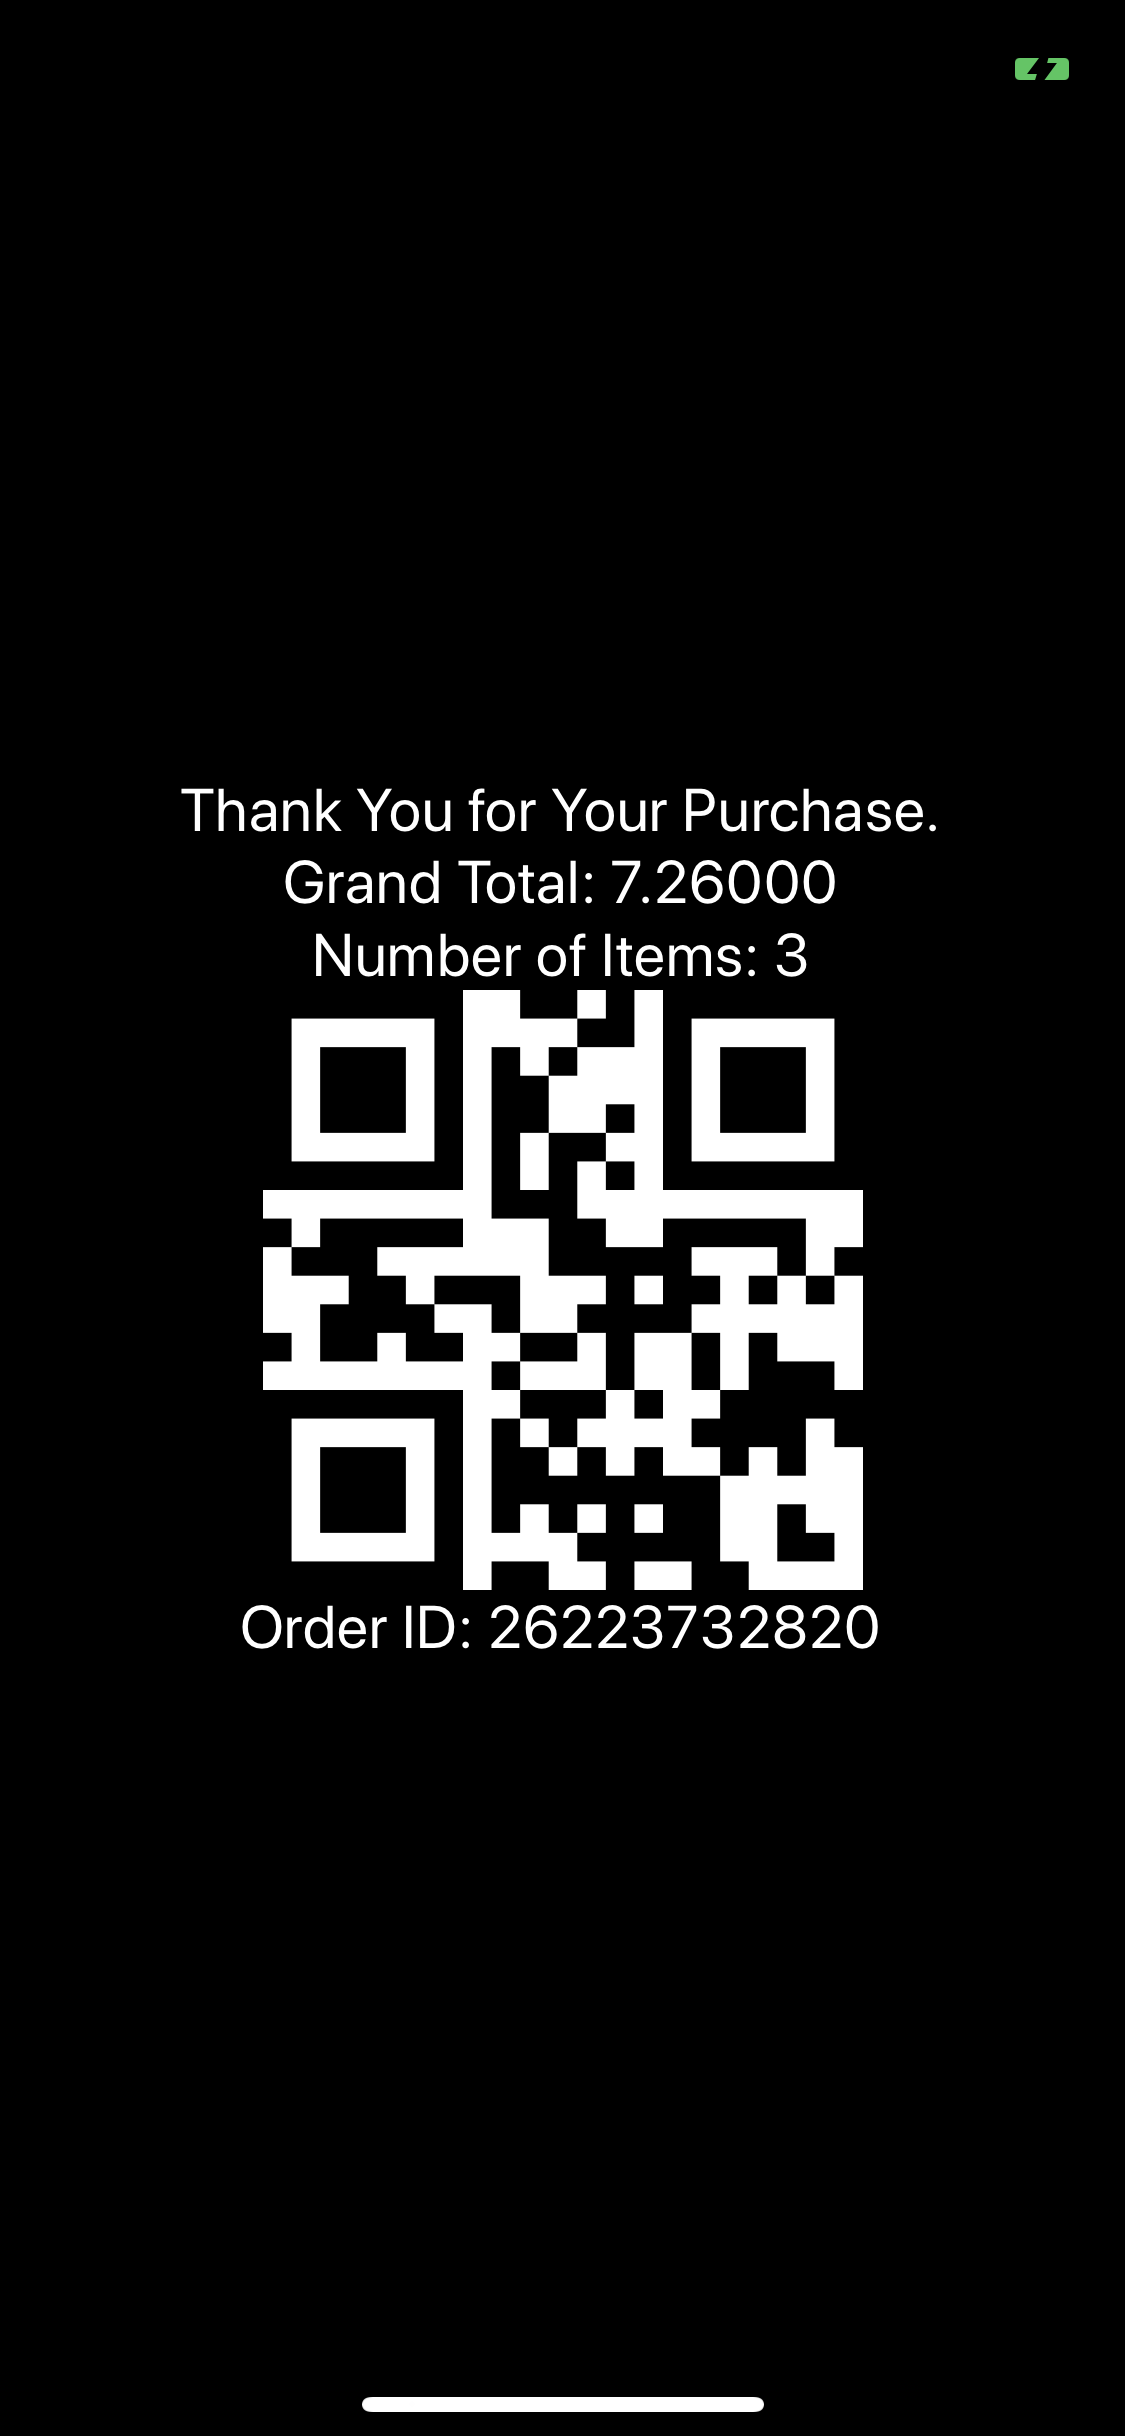 Thank You for Your Purchase.
Grand Total: 7.26000
Number of Items: 3
Order ID: 26223732820